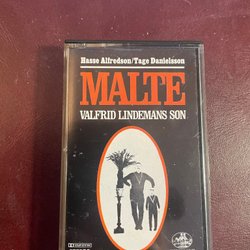 Hasse Alfredson/Tage Danielsson
MALTE
VALFRID LINDEMANS SON